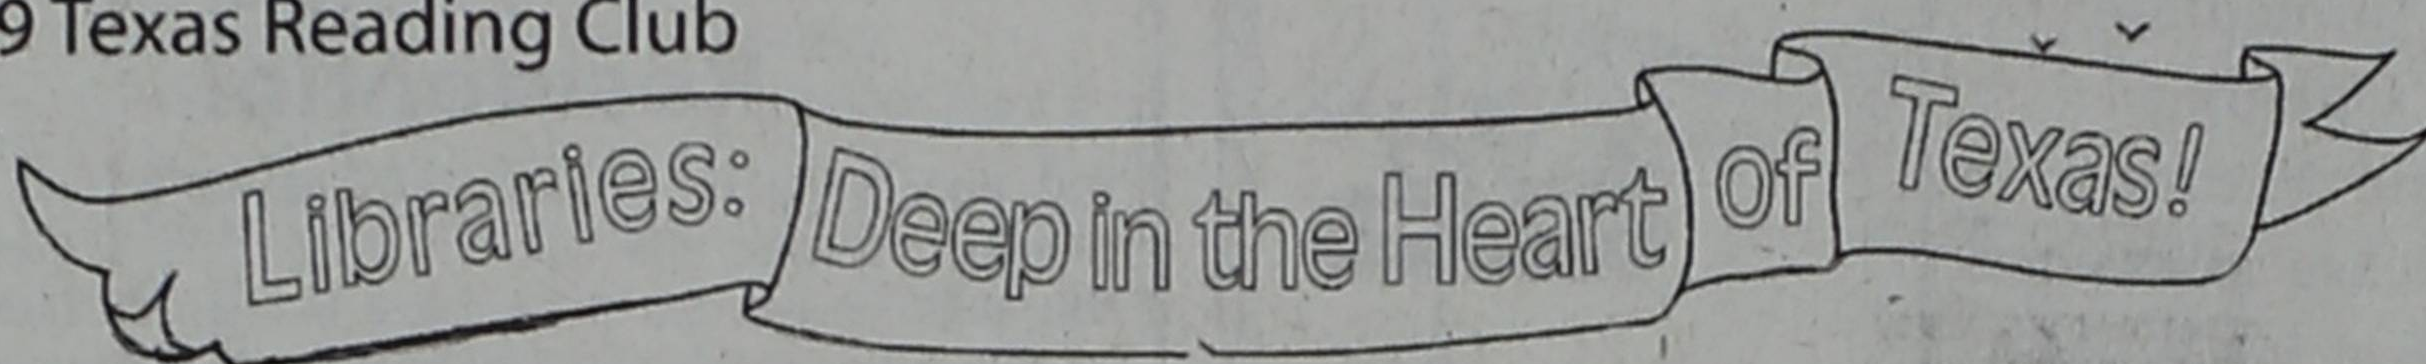 9 Texas Reading Club
Libraries: Deep in the Heart of Texas!